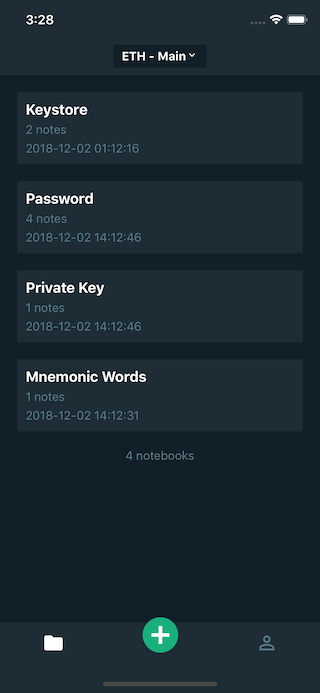 3:28
ETH - Main
Keystore
2 notes
2018-12-02 01:12:16
Password
4 notes
2018-12-02 14:12:46
Private Key
1 notes
2018-12-02 14:12:46
Mnemonic Words
1 notes
2018-12-02 14:12:31
4 notebooks